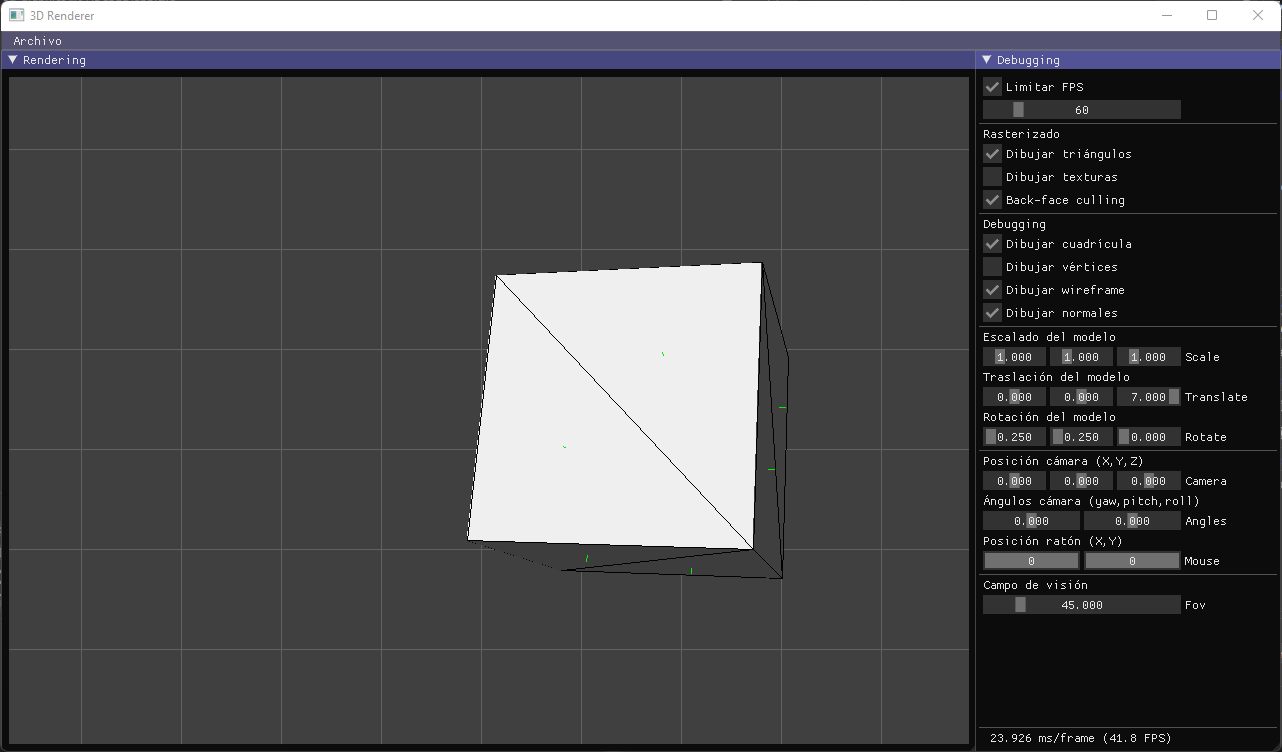 3D Renderer
Archivo
Rendering
Debugging
Limitar FPS
60
Rasterizado
Dibujar triángulos
Dibujar texturas
Back-face culling
Debugging
Dibujar cuadrícula
Dibujar vértices
Dibujar wireframe
Dibujar normales
Escalado del modelo
1.000 1.000 1.000 Scale
Traslación del modelo
0.000 0.000 7.000 Translate
Rotación del modelo
0.250 0.250 0.000 Rotate
Posición cámara (X,Y,Z)
0.000 0.000 0.000 Camera
Ángulos cámara (yaw,pitch,roll)
0.000 0.000 Angles
Posición ratón (X,Y)
0 0 Mouse
Campo de visión
45.000 Fov
23.926 ms/frame (41.8 FPS)